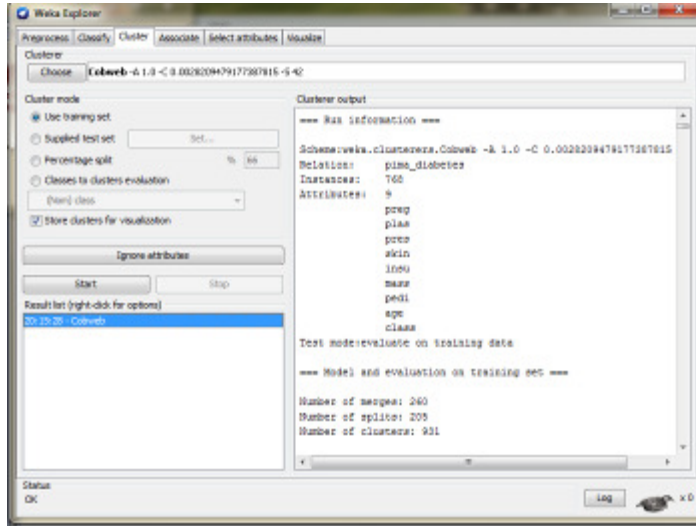 Weka Explorer
Preprocess Classify Cluster Associate Select attributes Visualize
Clusterer
Choose Cobweb -A 1.0 -C 0.0028209479177387815 -S 42
Cluster mode
Use training set
Supplied test set Set...
Percentage split % 66
Classes to clusters evaluation
(Nom) class
Store clusters for visualization
Ignore attributes
Start Stop
Result list (right-click for options)
- Cobweb
Clusterer output
=== Run information ===
Scheme:weka.clusterers.Cobweb -A 1.0 -C 0.0028209479177387815
Relation: pima_diabetes
Instances: 768
Attributes: 9
preg
plas
pres
skin
insu
mass
pedi
age
class
Test mode:evaluate on training data
=== Model and evaluation on training set ===
Number of merges: 260
Number of splits: 205
Number of clusters: 931
Status
OK
Log x 0